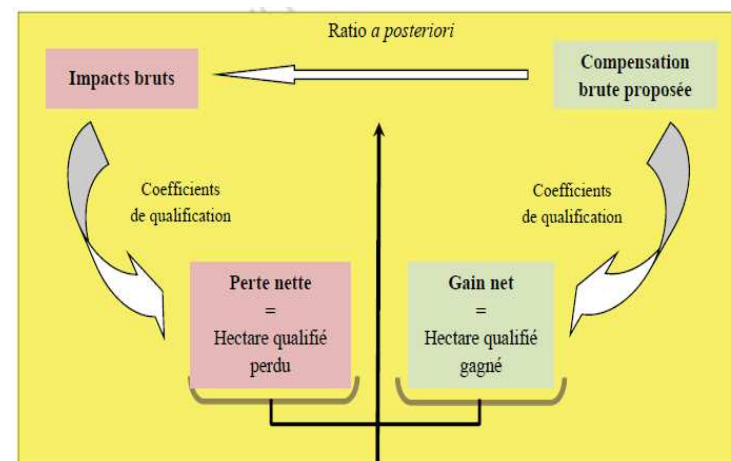 Ratio a posteriori
Impacts bruts
Compensation
brute proposée
Coefficients
de qualification
Coefficients
de qualification
Perte nette
=
Hectare qualifié
perdu
Gain net
=
Hectare qualifié
gagné